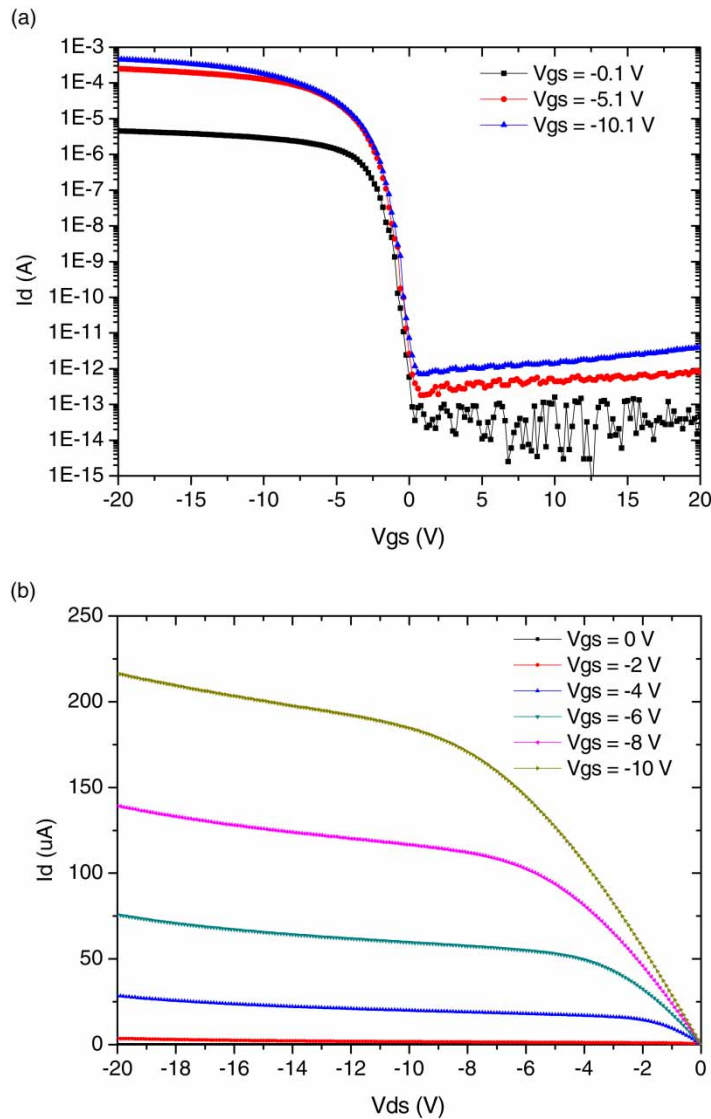 (a)
1E-3
1E-4
1E-5
1E-6
1E-7
1E-8
1E-9
1E-10
1E-11
1E-12
1E-13
1E-14
1E-15
Id (A)
Vgs = -0.1 V
Vgs = -5.1 V
Vgs = -10.1 V
-20 -15 -10 -5 0 5 10 15 20
Vgs (V)
(b)
250
200
150
100
50
0
Id (uA)
Vgs = 0 V
Vgs = -2 V
Vgs = -4 V
Vgs = -6 V
Vgs = -8 V
Vgs = -10 V
-20 -18 -16 -14 -12 -10 -8 -6 -4 -2 0
Vds (V)